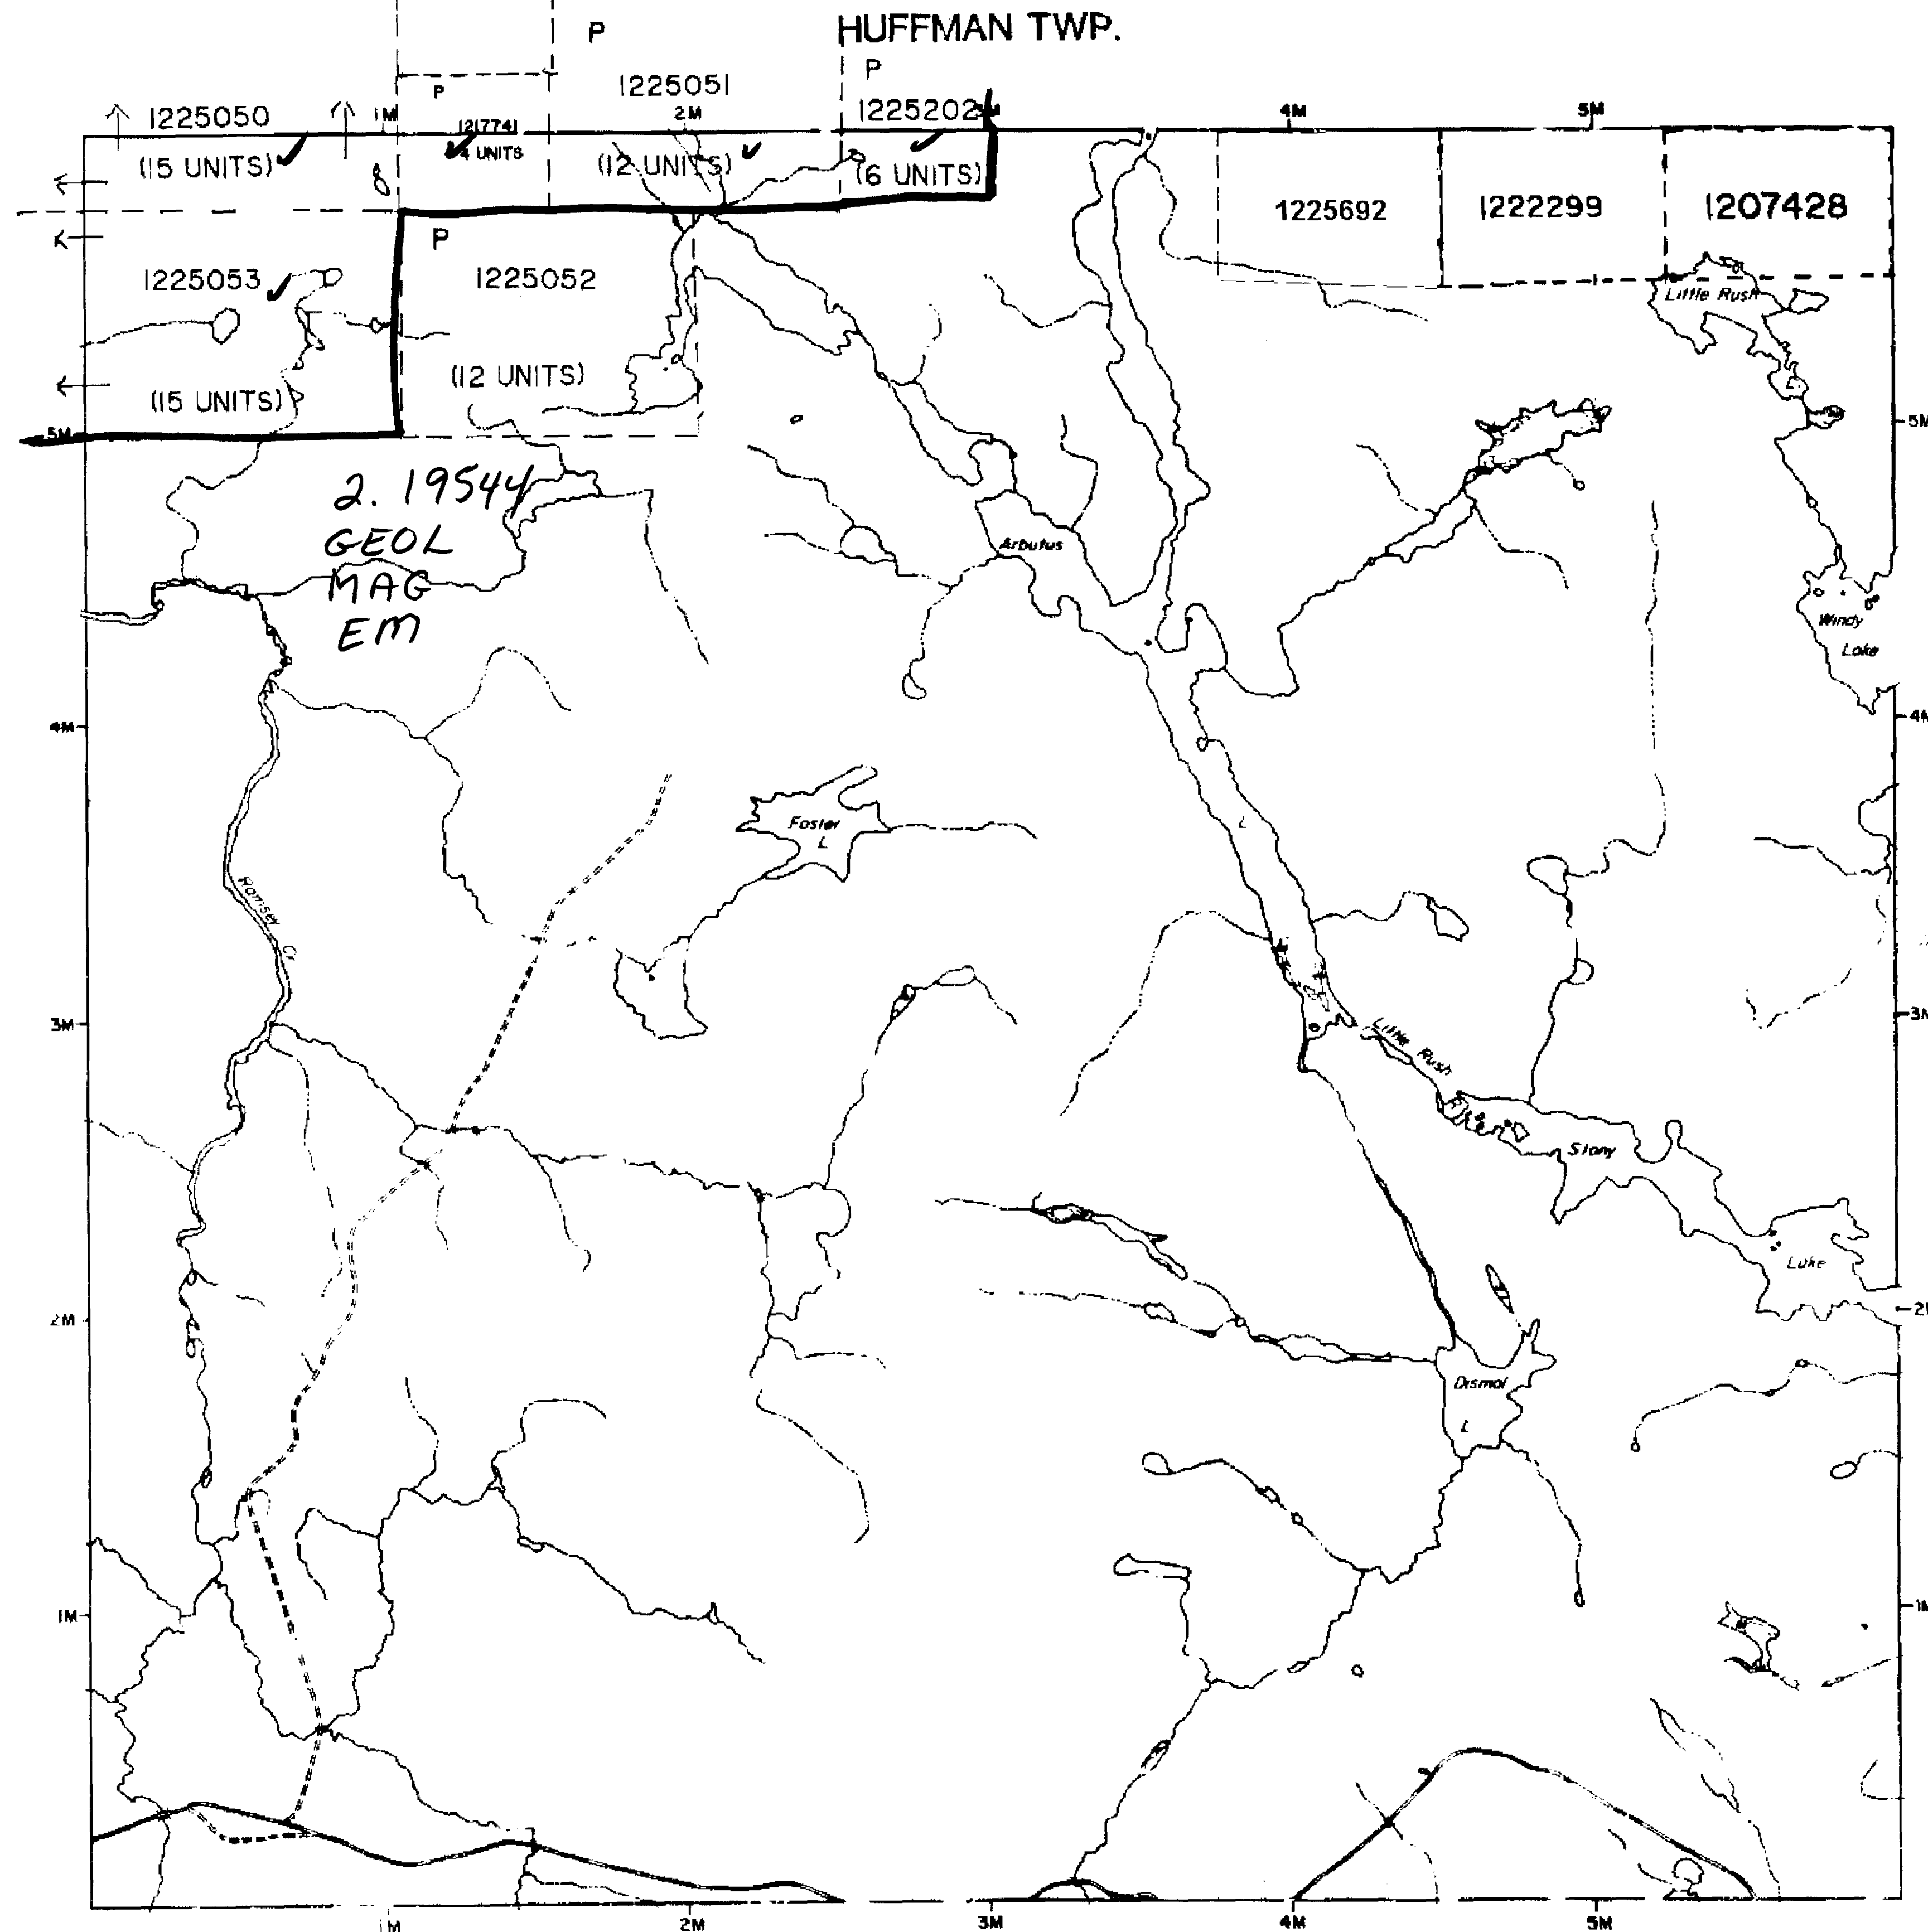 P
HUFFMAN TWP.
P
P
1225051
1225050
1M
1217741
2M
1225202
3M
4M
5M
(15 UNITS)
4 UNITS
(12 UNITS)
(6 UNITS)
8
1225692
1222299
1207428
P
1225053
1225052
Little Rush
(15 UNITS)
(12 UNITS)
5M
5M
2. 19544
GEOL
MAG
EM
Arbutus
Windy
Lake
4M
4M
Foster
L
L
Ramsey Cr
3M
3M
Little Rush
Stony
Lake
2M
2M
Dismal
L
1M
1M
1M
2M
3M
4M
5M